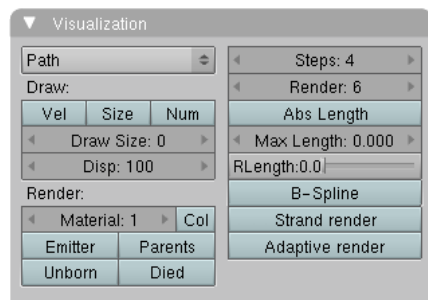 Visualization
Path
Draw:
Vel Size Num
Draw Size: 0
Disp: 100
Render:
Material: 1 Col
Emitter Parents
Unborn Died
Steps: 4
Render: 6
Abs Length
Max Length: 0.000
RLength:0.0
B-Spline
Strand render
Adaptive render